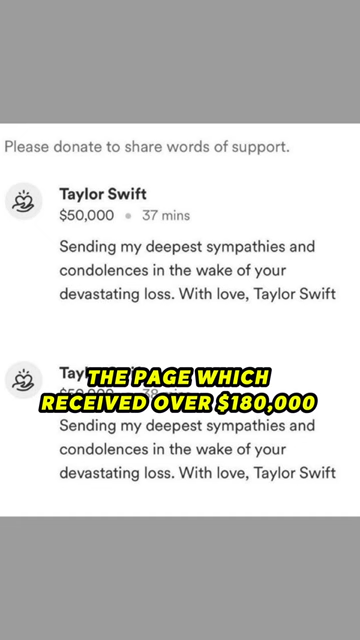 Please donate to share words of support.
Taylor Swift
$50,000 • 37 mins
Sending my deepest sympathies and
condolences in the wake of your
devastating loss. With love, Taylor Swift
THE PAGE WHICH
RECEIVED OVER $180,000
Sending my deepest sympathies and
condolences in the wake of your
devastating loss. With love, Taylor Swift